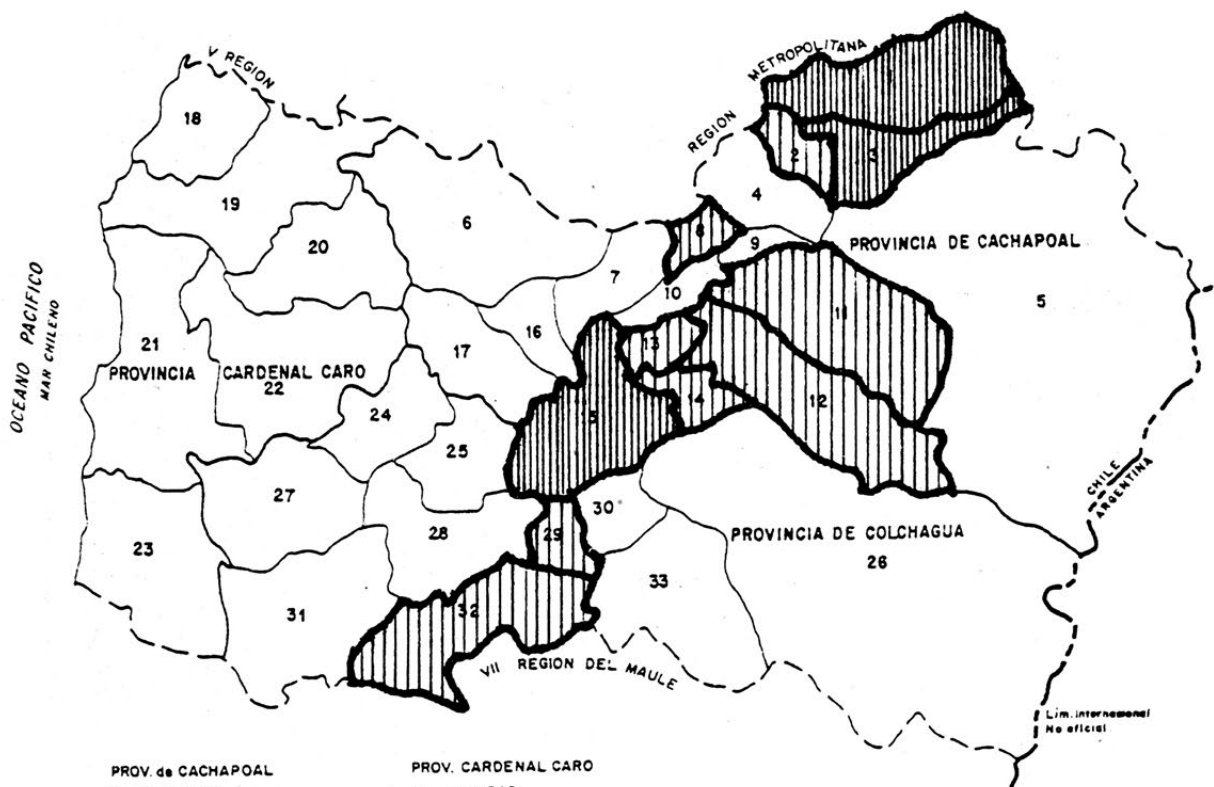 V REGION
REGION METROPOLITANA
18
2
3
4
19
6
20
8
9
PROVINCIA DE CACHAPOAL
7
10
5
OCEANO PACIFICO
MAR CHILENO
21
16
17
13
11
PROVINCIA CARDENAL CARO
22
12
14
24
15
25
27
CHILE
ARGENTINA
30
PROVINCIA DE COLCHAGUA
23
28
29
26
33
31
32
VII REGION DEL MAULE
Lim. internacional
No oficial
PROV. de CACHAPOAL
PROV. CARDENAL CARO